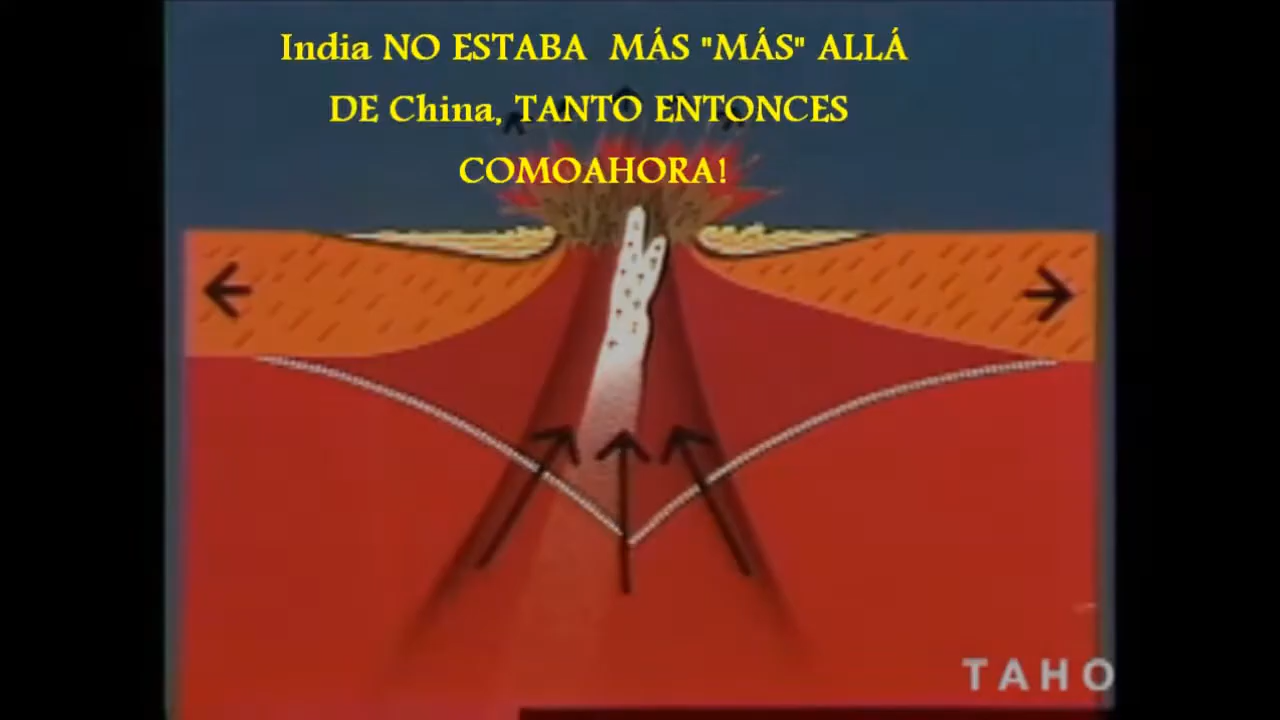 India NO ESTABA MÁS "MÁS" ALLÁ
DE China, TANTO ENTONCES
COMOAHORA!
TAHO